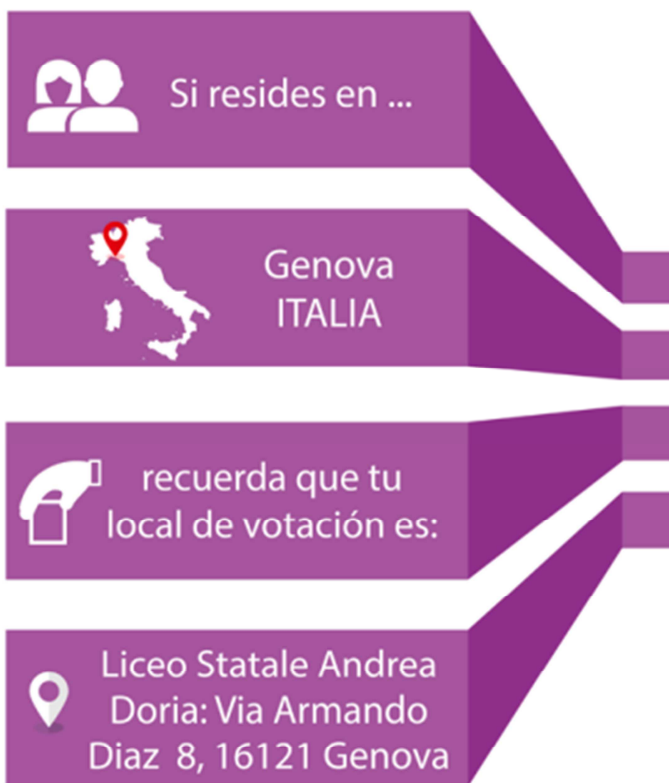 Si resides en ...
Genova
ITALIA
recuerda que tu
local de votación es:
Liceo Statale Andrea
Doria: Via Armando
Diaz 8, 16121 Genova